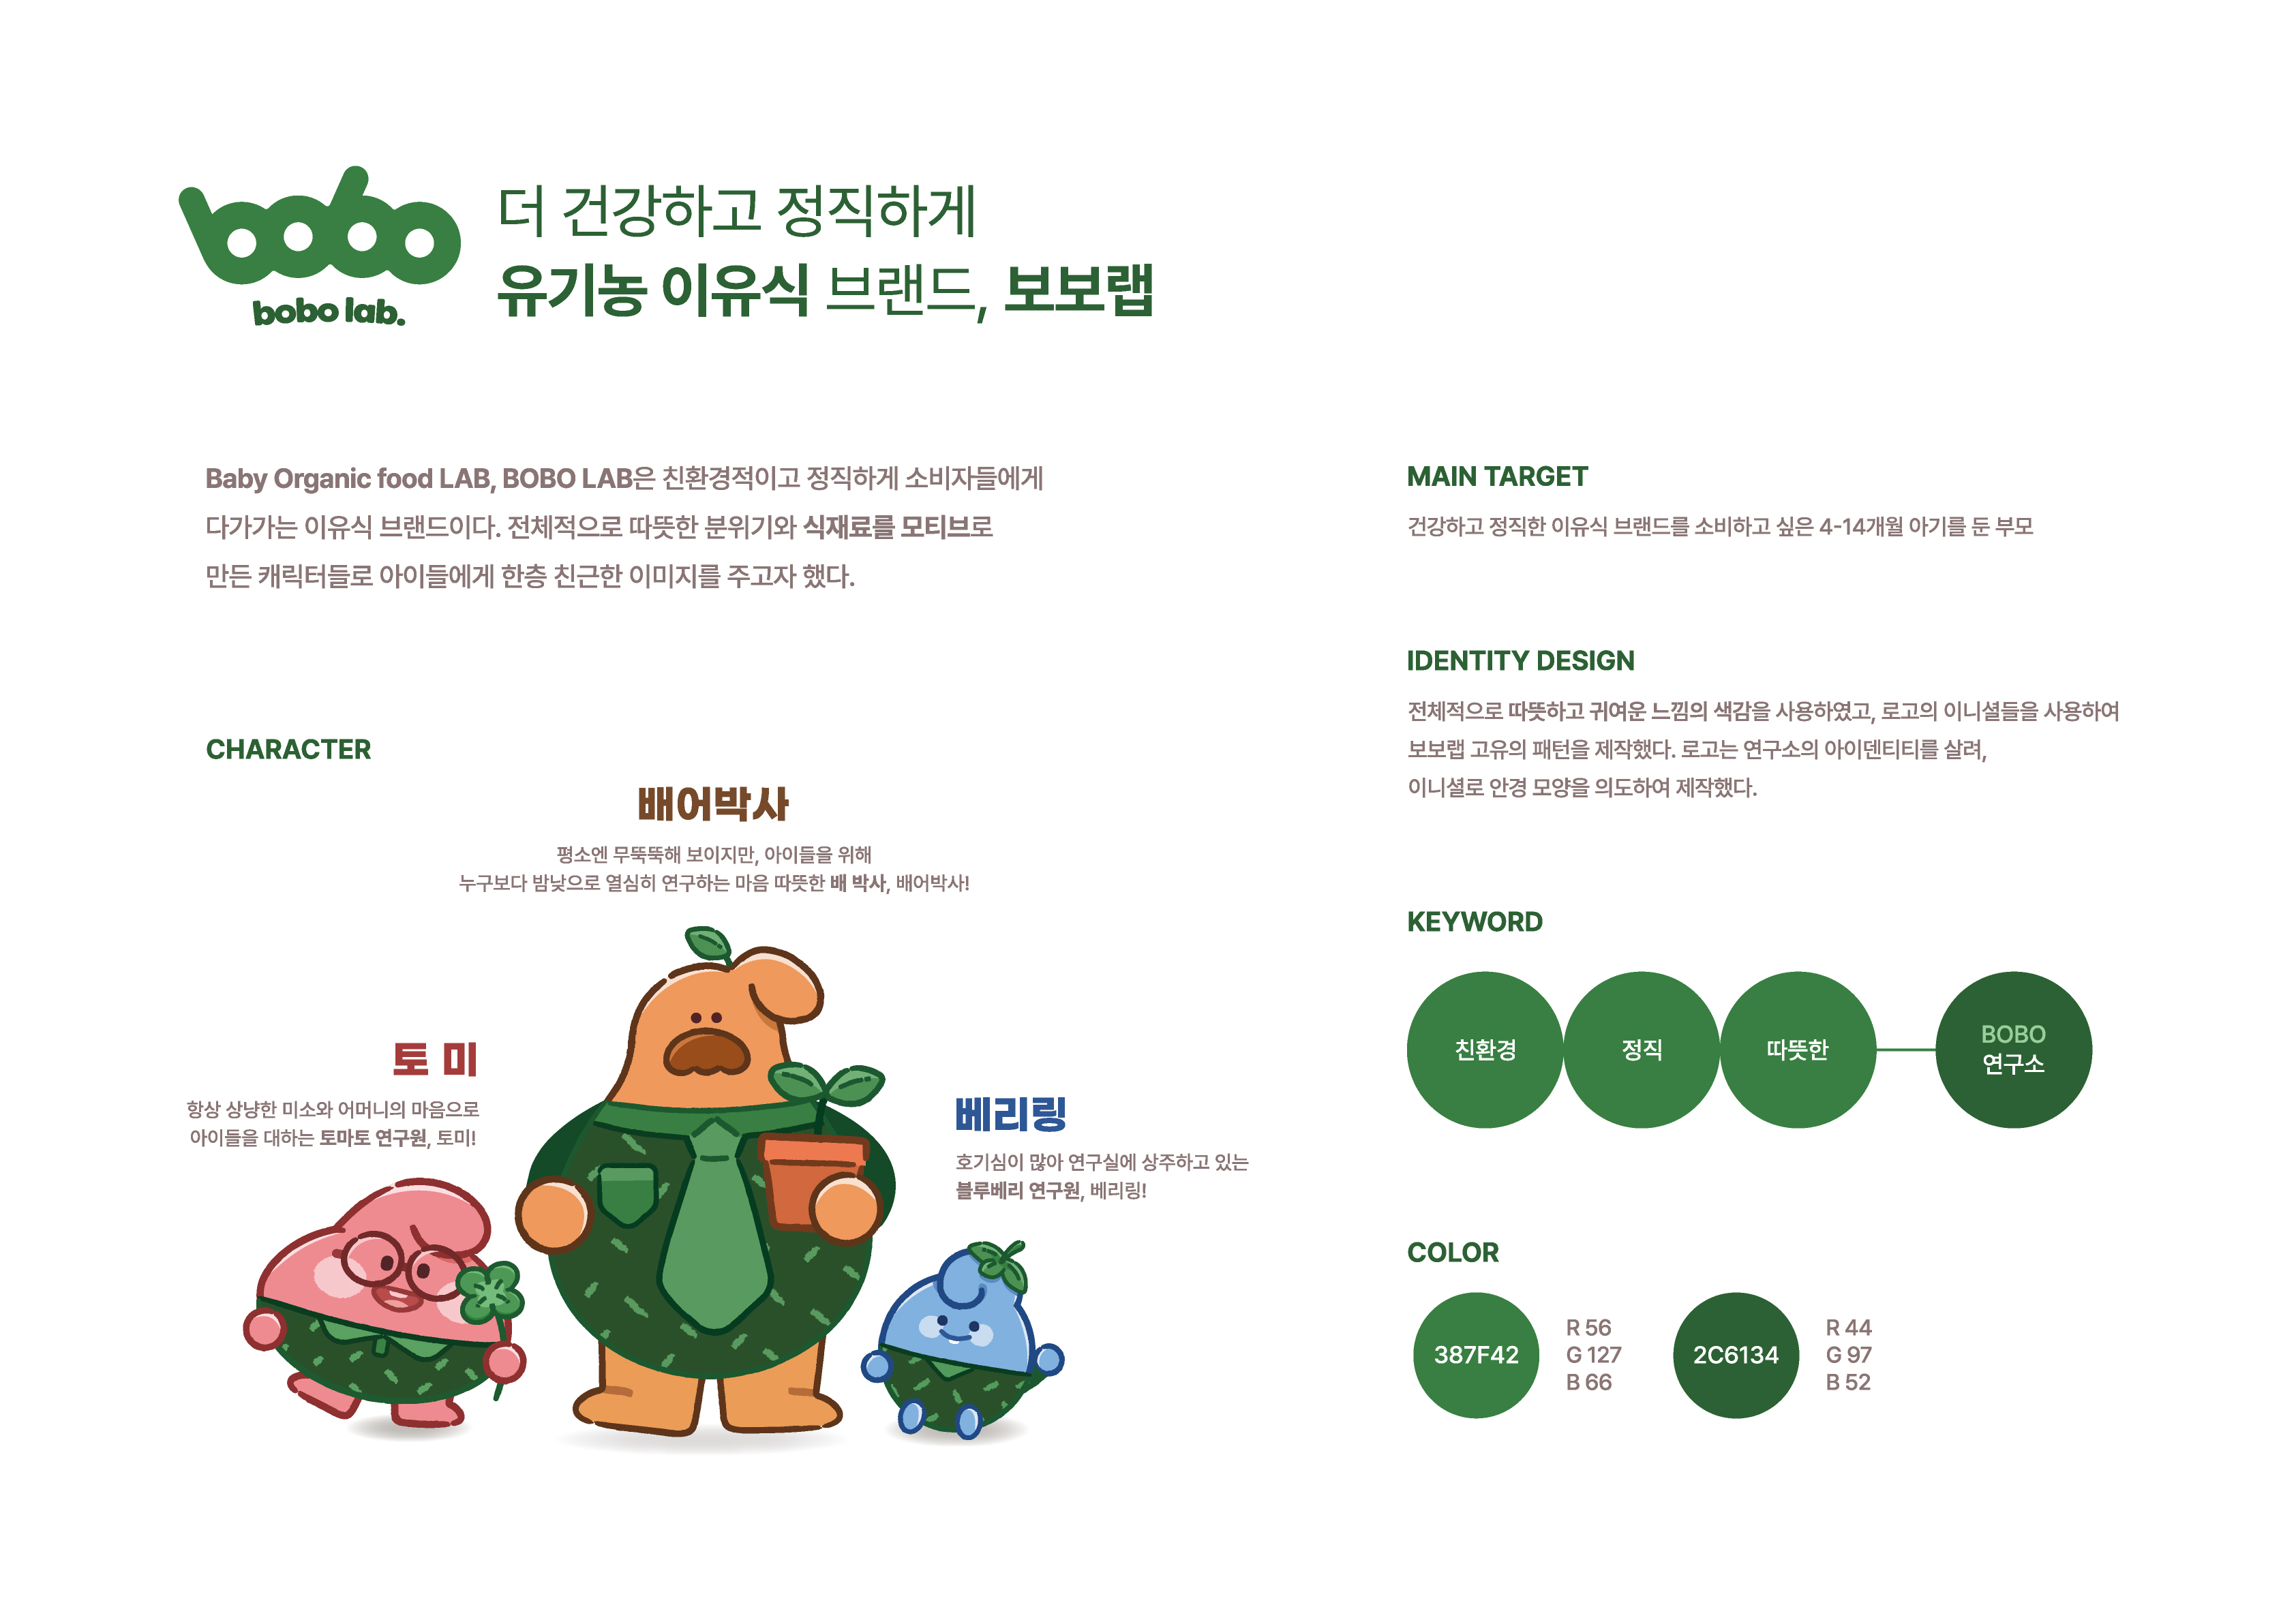 bobo
bobo lab.
더 건강하고 정직하게
유기농 이유식 브랜드, 보보랩
Baby Organic food LAB, BOBO LAB은 친환경적이고 정직하게 소비자들에게
다가가는 이유식 브랜드이다. 전체적으로 따뜻한 분위기와 식재료를 모티브로
만든 캐릭터들로 아이들에게 한층 친근한 이미지를 주고자 했다.
CHARACTER
배어박사
평소엔 무뚝뚝해 보이지만, 아이들을 위해
누구보다 밤낮으로 열심히 연구하는 마음 따뜻한 배 박사, 배어박사!
토 미
항상 상냥한 미소와 어머니의 마음으로
아이들을 대하는 토마토 연구원, 토미!
베리링
호기심이 많아 연구실에 상주하고 있는
블루베리 연구원, 베리링!
MAIN TARGET
건강하고 정직한 이유식 브랜드를 소비하고 싶은 4-14개월 아기를 둔 부모
IDENTITY DESIGN
전체적으로 따뜻하고 귀여운 느낌의 색감을 사용하였고, 로고의 이니셜들을 사용하여
보보랩 고유의 패턴을 제작했다. 로고는 연구소의 아이덴티티를 살려,
이니셜로 안경 모양을 의도하여 제작했다.
KEYWORD
친환경
정직
따뜻한
BOBO
연구소
COLOR
387F42
R 56
G 127
B 66
2C6134
R 44
G 97
B 52